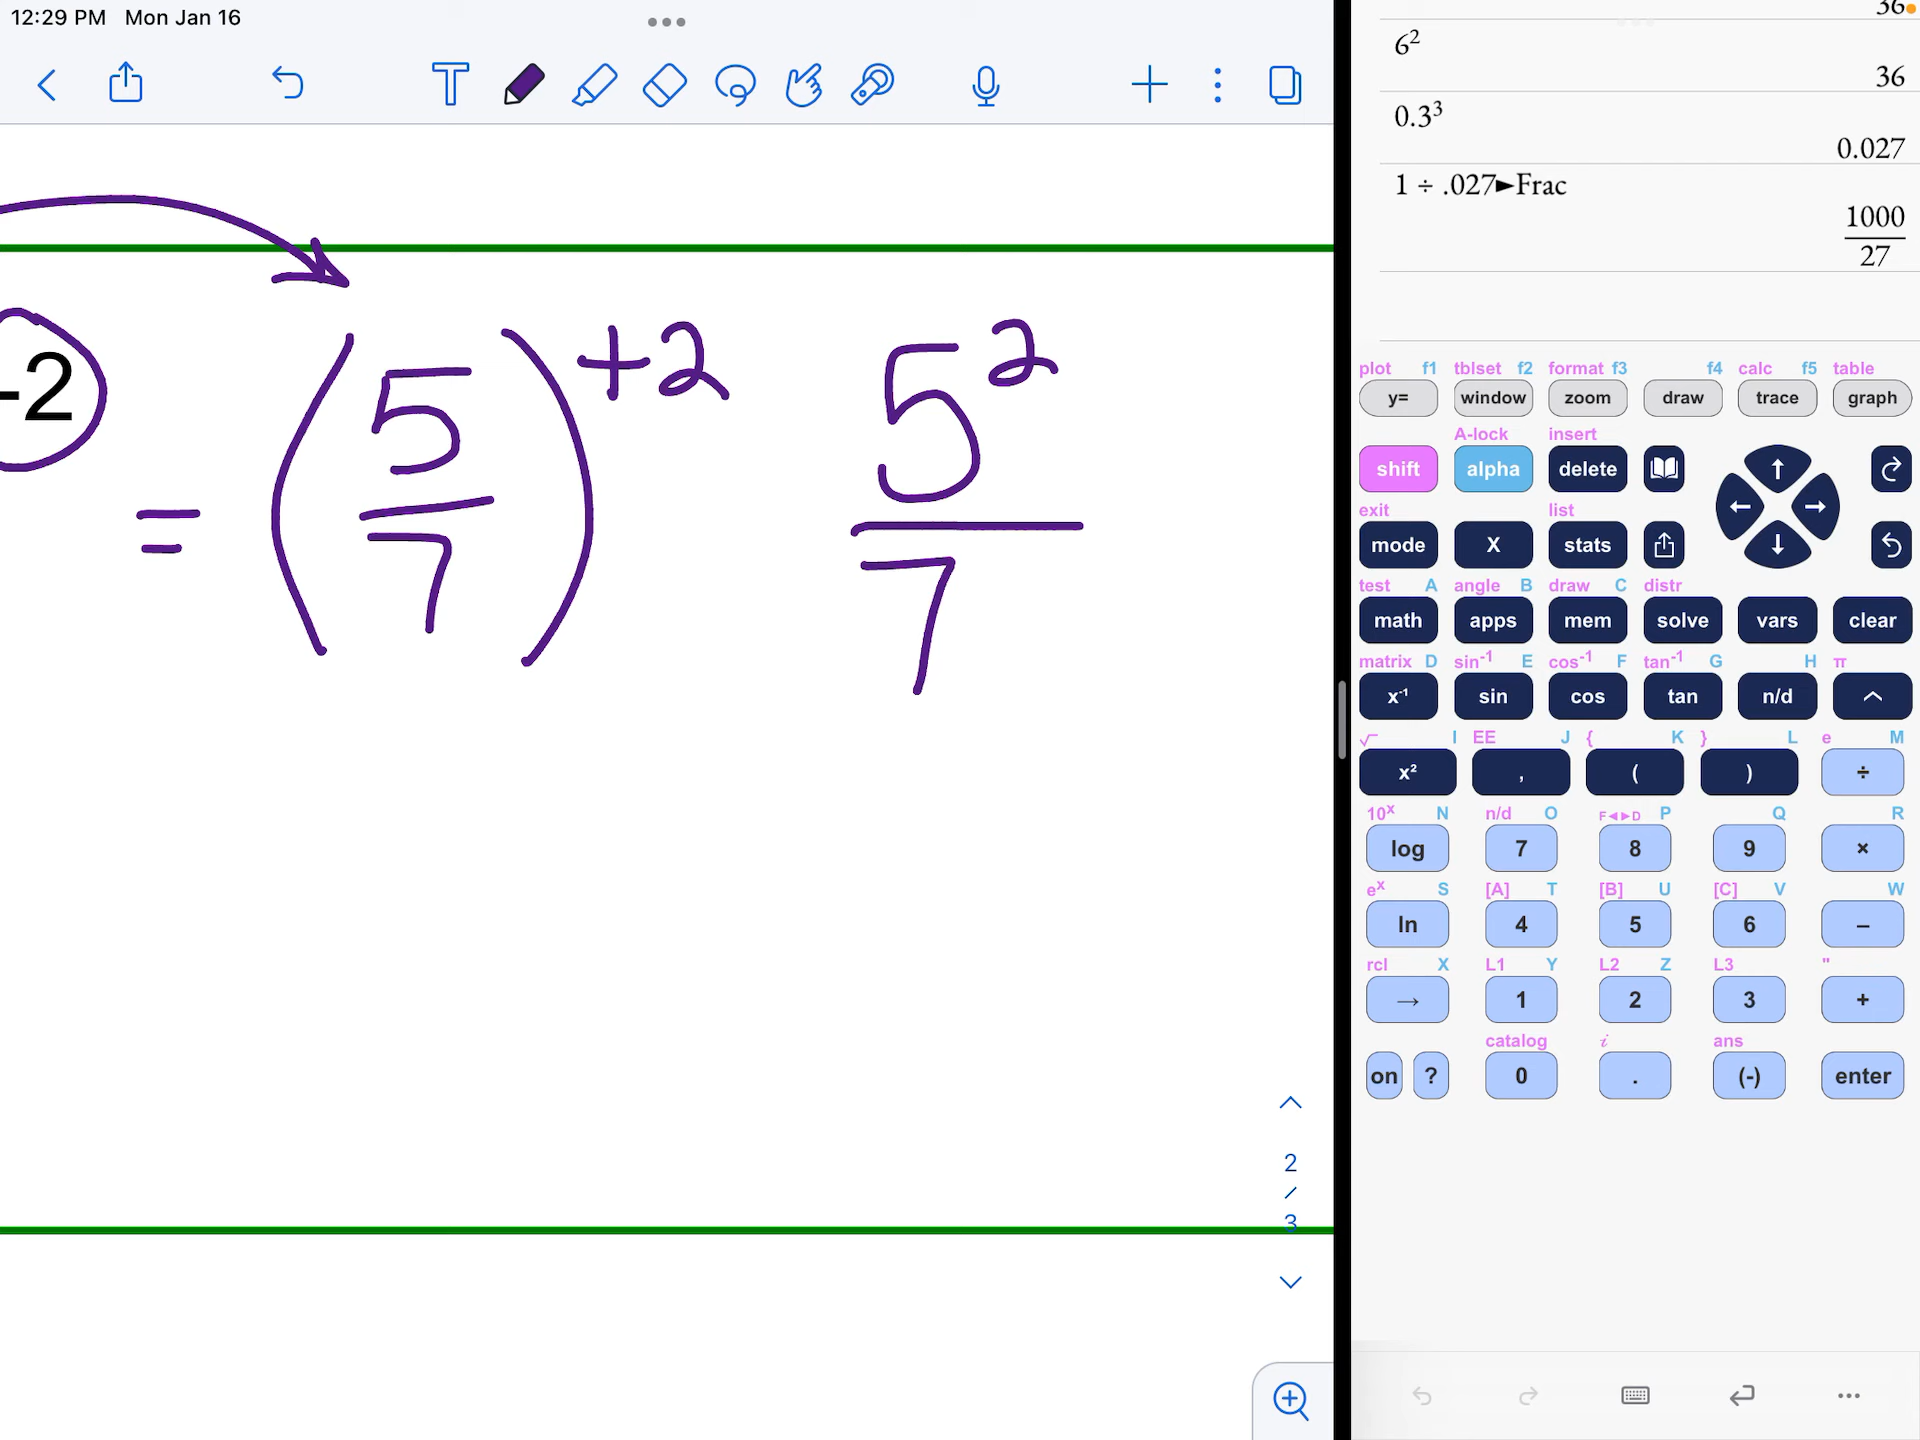 12:29 PM Mon Jan 16
-2 = (5/7)^+2 5^2/7
2
/
3
36
6²
36
0.3³
0.027
1 ÷ .027►Frac
1000/27
plot f1 tblset f2 format f3 f4 calc f5 table
y= window zoom draw trace graph
A-lock insert
shift alpha delete
exit list
mode X stats
test A angle B draw C distr
math apps mem solve vars clear
matrix D sin⁻¹ E cos⁻¹ F tan⁻¹ G H π
x⁻¹ sin cos tan n/d ^
√ I EE J { K } L e M
x² , ( ) ÷
10ˣ N n/d O F◄►D P Q R
log 7 8 9 ×
eˣ S [A] T [B] U [C] V W
ln 4 5 6 −
rcl X L1 Y L2 Z L3 "
→ 1 2 3 +
catalog i ans
on ? 0 . (-) enter